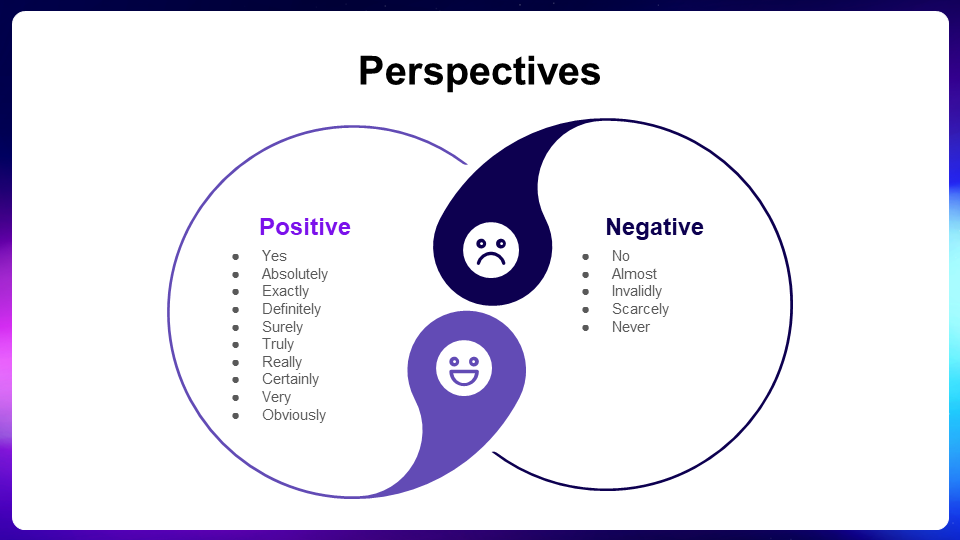 Perspectives
Positive
● Yes
● Absolutely
● Exactly
● Definitely
● Surely
● Truly
● Really
● Certainly
● Very
● Obviously
Negative
● No
● Almost
● Invalidly
● Scarcely
● Never